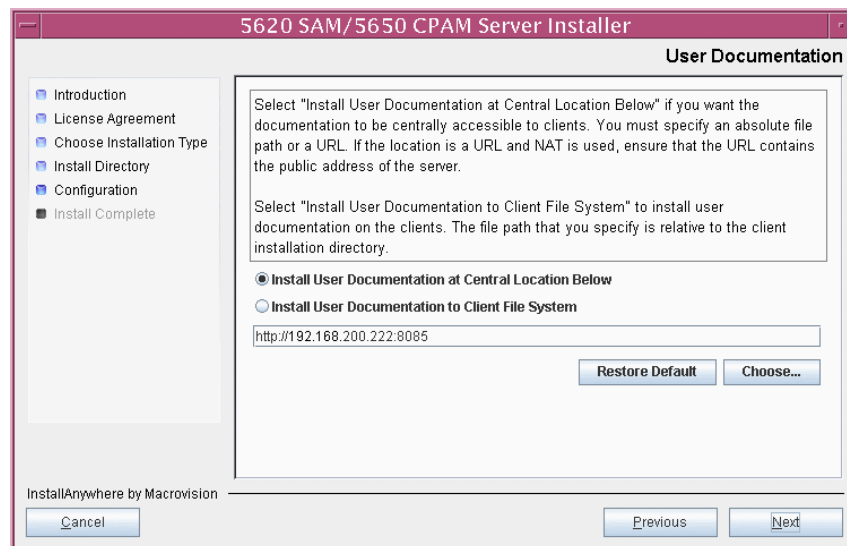 5620 SAM/5650 CPAM Server Installer
User Documentation
Introduction
License Agreement
Choose Installation Type
Install Directory
Configuration
Install Complete
Select "Install User Documentation at Central Location Below" if you want the
documentation to be centrally accessible to clients. You must specify an absolute file
path or a URL. If the location is a URL and NAT is used, ensure that the URL contains
the public address of the server.
Select "Install User Documentation to Client File System" to install user
documentation on the clients. The file path that you specify is relative to the client
installation directory.
Install User Documentation at Central Location Below
Install User Documentation to Client File System
http://192.168.200.222:8085
Restore Default
Choose...
InstallAnywhere by Macrovision
Cancel
Previous
Next